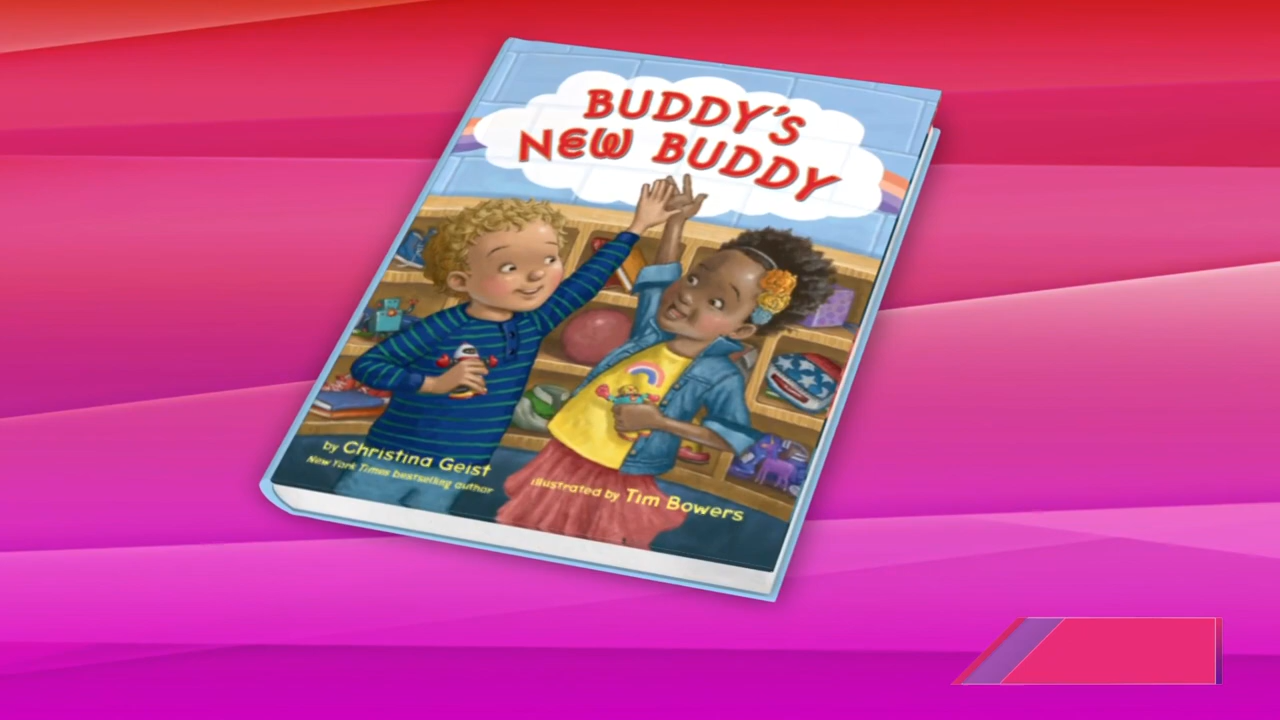 BUDDY'S
NEW BUDDY
by Christina Geist
New York Times bestselling author
illustrated by Tim Bowers